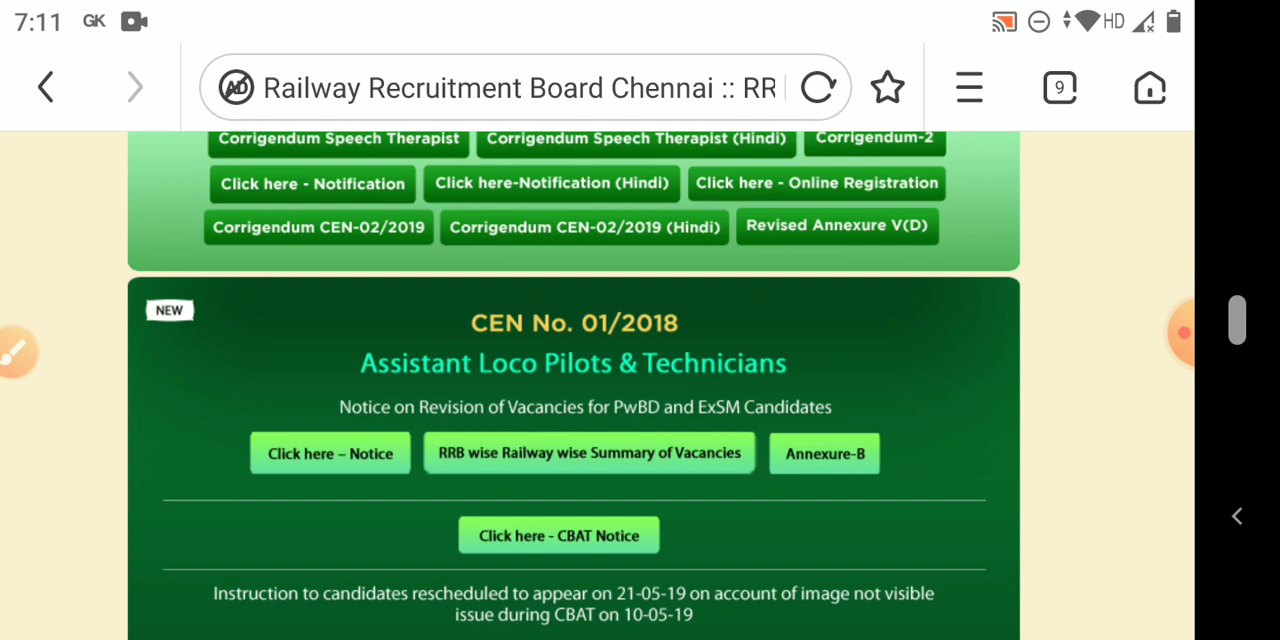 7:11 GK HD
AD Railway Recruitment Board Chennai :: RR 9
Corrigendum Speech Therapist Corrigendum Speech Therapist (Hindi) Corrigendum-2
Click here - Notification Click here-Notification (Hindi) Click here - Online Registration
Corrigendum CEN-02/2019 Corrigendum CEN-02/2019 (Hindi) Revised Annexure V(D)
NEW
CEN No. 01/2018
Assistant Loco Pilots & Technicians
Notice on Revision of Vacancies for PwBD and ExSM Candidates
Click here – Notice RRB wise Railway wise Summary of Vacancies Annexure-B
Click here - CBAT Notice
Instruction to candidates rescheduled to appear on 21-05-19 on account of image not visible
issue during CBAT on 10-05-19